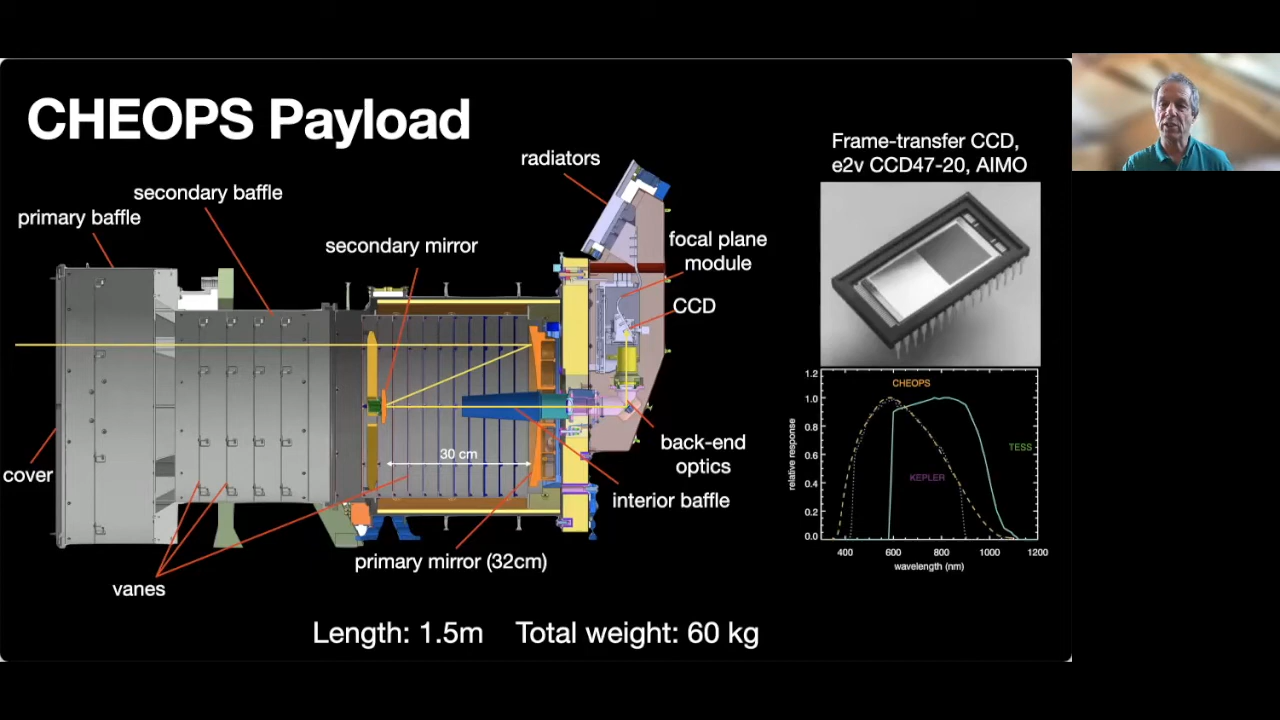 CHEOPS Payload
radiators
secondary baffle
primary baffle
secondary mirror
focal plane
module
CCD
cover
30 cm
back-end
optics
interior baffle
primary mirror (32cm)
vanes
Length: 1.5m Total weight: 60 kg
Frame-transfer CCD,
e2v CCD47-20, AIMO
1.2
1.0
0.8
0.6
0.4
0.2
0.0
relative response
CHEOPS
TESS
KEPLER
400 600 800 1000 1200
wavelength (nm)